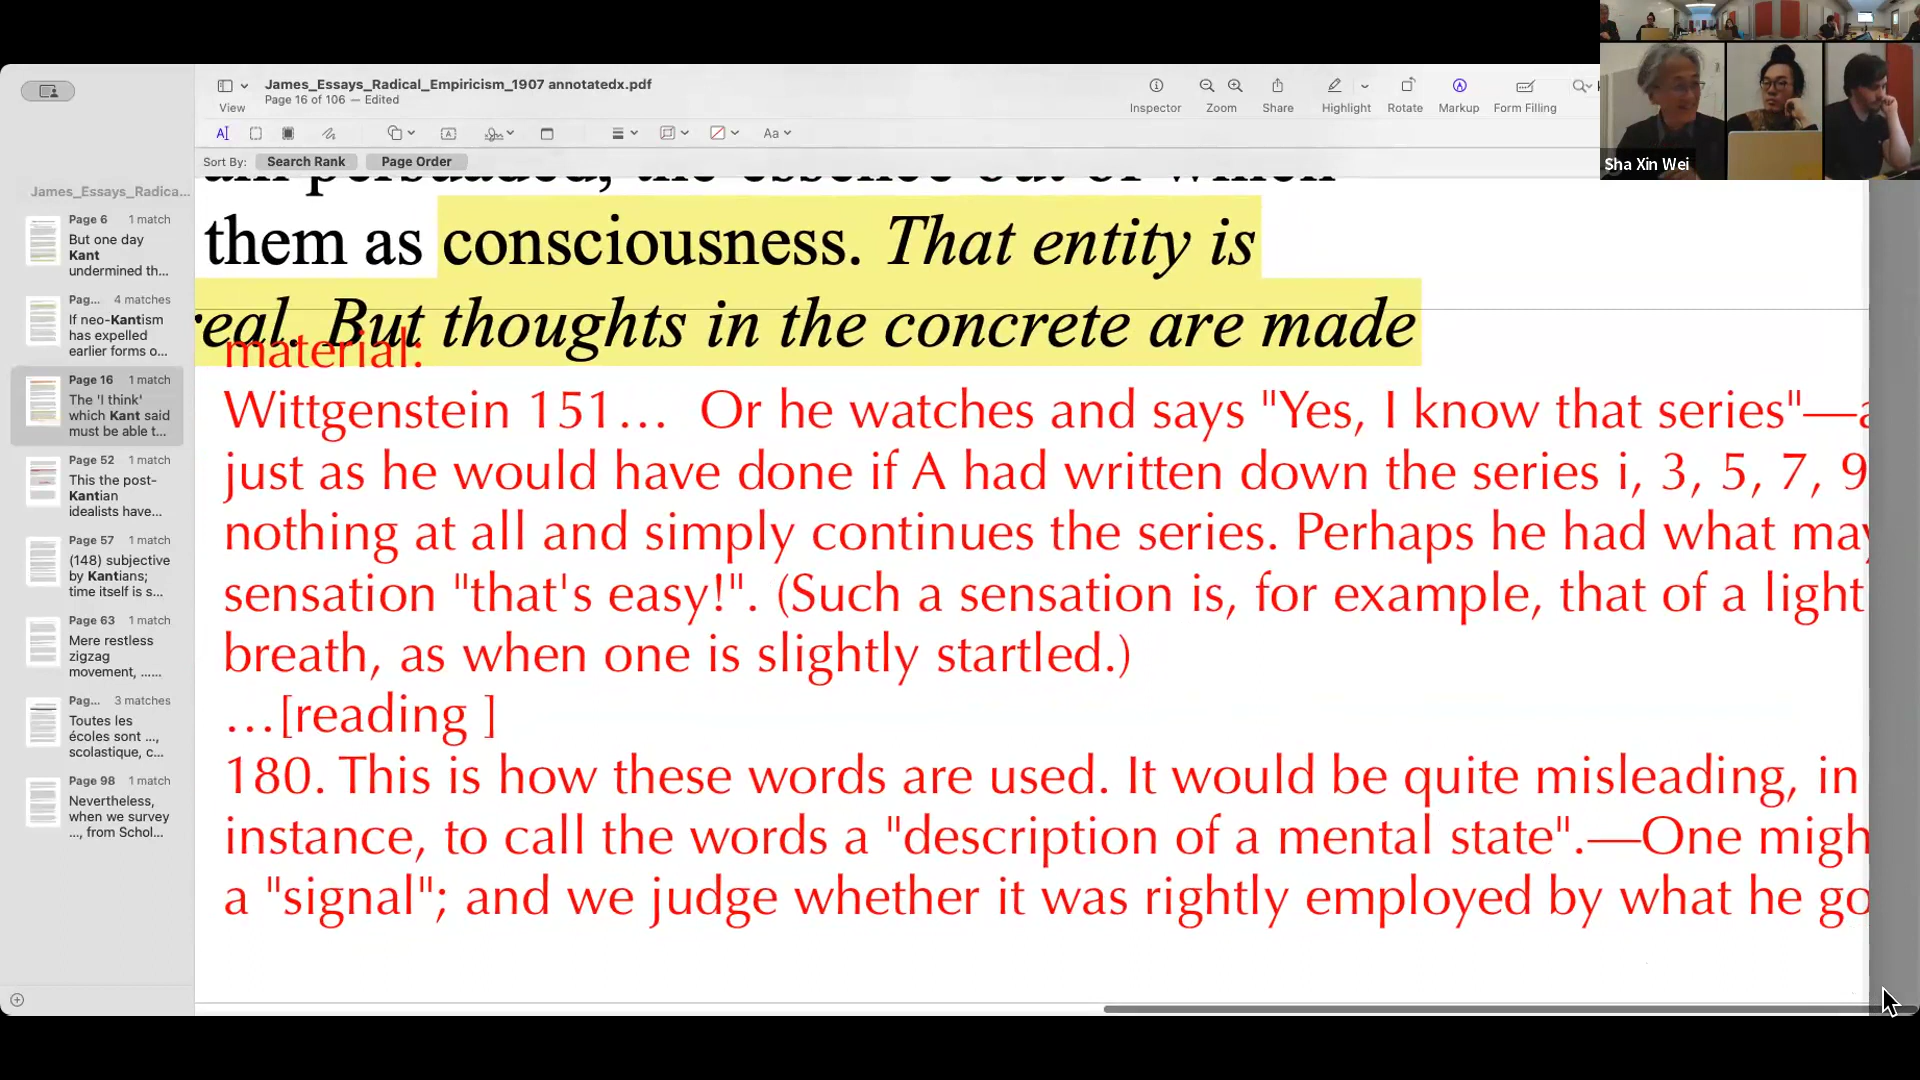 James_Essays_Radical_Empiricism_1907 annotatedx.pdf
Page 16 of 106 — Edited
View
Inspector
Zoom
Share
Highlight
Rotate
Markup
Form Filling
Sha Xin Wei
Aa
Sort By:
Search Rank
Page Order
James_Essays_Radica...
Page 6 1 match
But one day
Kant
undermined th...
Pag... 4 matches
If neo-Kantism
has expelled
earlier forms o...
Page 16 1 match
The 'I think'
which Kant said
must be able t...
Page 52 1 match
This the post-
Kantian
idealists have...
Page 57 1 match
(148) subjective
by Kantians;
time itself is s...
Page 63 1 match
Mere restless
zigzag
movement, ......
Pag... 3 matches
Toutes les
écoles sont ...,
scolastique, c...
Page 98 1 match
Nevertheless,
when we survey
..., from Schol...
am persuaded, the essence out of which
them as consciousness. That entity is
real. But thoughts in the concrete are made
material:
Wittgenstein 151... Or he watches and says "Yes, I know that series"—a
just as he would have done if A had written down the series i, 3, 5, 7, 9
nothing at all and simply continues the series. Perhaps he had what may
sensation "that's easy!". (Such a sensation is, for example, that of a light
breath, as when one is slightly startled.)
...[reading ]
180. This is how these words are used. It would be quite misleading, in
instance, to call the words a "description of a mental state".—One migh
a "signal"; and we judge whether it was rightly employed by what he go